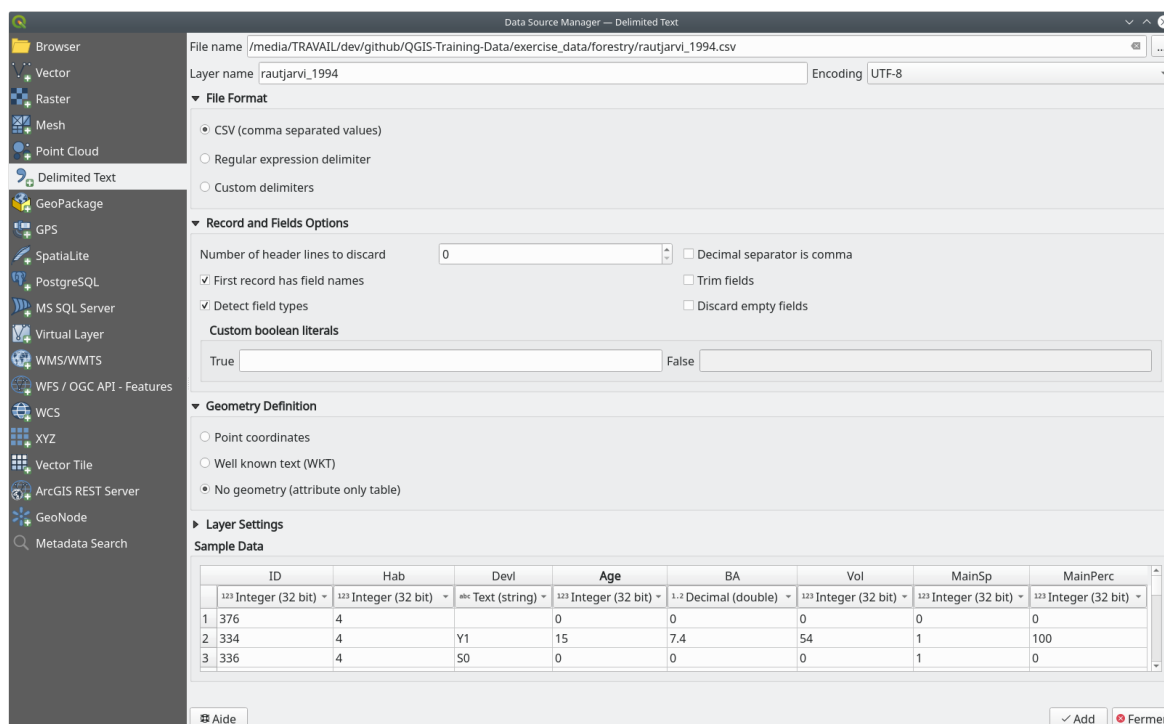 Data Source Manager — Delimited Text
Browser
Vector
Raster
Mesh
Point Cloud
Delimited Text
GeoPackage
GPS
SpatiaLite
PostgreSQL
MS SQL Server
Virtual Layer
WMS/WMTS
WFS / OGC API - Features
WCS
XYZ
Vector Tile
ArcGIS REST Server
GeoNode
Metadata Search
File name /media/TRAVAIL/dev/github/QGIS-Training-Data/exercise_data/forestry/rautjarvi_1994.csv ...
Layer name rautjarvi_1994 Encoding UTF-8
File Format
CSV (comma separated values)
Regular expression delimiter
Custom delimiters
Record and Fields Options
Number of header lines to discard 0 Decimal separator is comma
First record has field names Trim fields
Detect field types Discard empty fields
Custom boolean literals
True False
Geometry Definition
Point coordinates
Well known text (WKT)
No geometry (attribute only table)
Layer Settings
Sample Data
ID Hab Devl Age BA Vol MainSp MainPerc
123 Integer (32 bit) 123 Integer (32 bit) abc Text (string) 123 Integer (32 bit) 1.2 Decimal (double) 123 Integer (32 bit) 123 Integer (32 bit) 123 Integer (32 bit)
1 376 4 0 0 0 0 0
2 334 4 Y1 15 7.4 54 1 100
3 336 4 S0 0 0 0 1 0
Aide Add Fermer